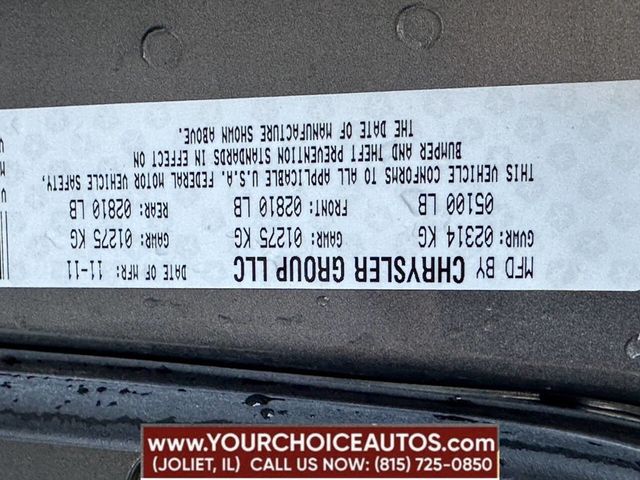 MFD BY CHRYSLER GROUP LLC DATE OF MFR: 11-11
GVWR: 02314 KG GAWR: 01275 KG GAWR: 01275 KG
05100 LB FRONT: 02810 LB REAR: 02810 LB
THIS VEHICLE CONFORMS TO ALL APPLICABLE U.S.A. FEDERAL MOTOR VEHICLE SAFETY,
BUMPER AND THEFT PREVENTION STANDARDS IN EFFECT ON
THE DATE OF MANUFACTURE SHOWN ABOVE.
WWW.YOURCHOICEAUTOS.COM
(JOLIET, IL) CALL US NOW: (815) 725-0850